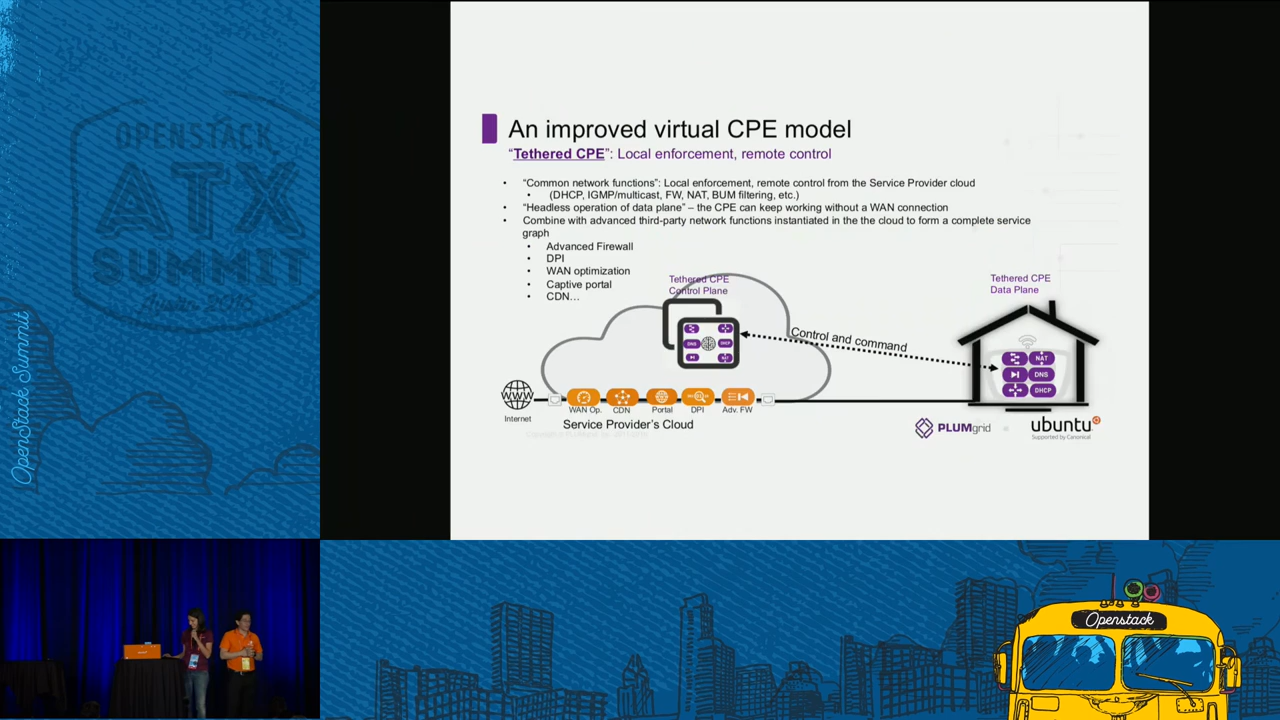 OPENSTACK
ATX
SUMMIT
OpenStack Summit
An improved virtual CPE model
“Tethered CPE”: Local enforcement, remote control
• “Common network functions”: Local enforcement, remote control from the Service Provider cloud
• (DHCP, IGMP/multicast, FW, NAT, BUM filtering, etc.)
• “Headless operation of data plane” – the CPE can keep working without a WAN connection
• Combine with advanced third-party network functions instantiated in the the cloud to form a complete service
graph
• Advanced Firewall
• DPI
• WAN optimization
• Captive portal
• CDN…
Tethered CPE
Control Plane
Tethered CPE
Data Plane
Control and command
DNS
DHCP
NAT
DNS
DHCP
WWW
Internet
WAN Op.
CDN
Portal
DPI
Adv. FW
Service Provider’s Cloud
PLUMgrid
ubuntu
Supported by Canonical
Openstack